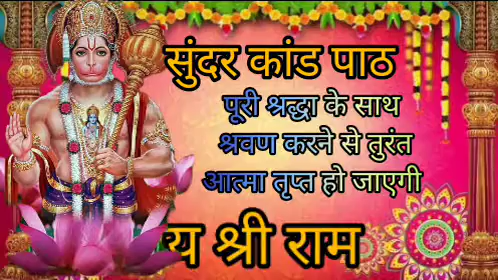 सुंदर कांड पाठ
पूरी श्रद्धा के साथ
श्रवण करने से तुरंत
आत्मा तृप्त हो जाएगी
य श्री राम